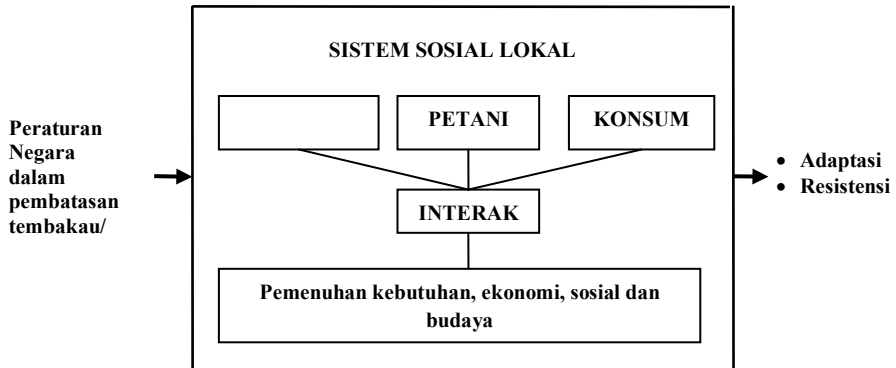 SISTEM SOSIAL LOKAL
Peraturan
Negara
dalam
pembatasan
tembakau/
PETANI
KONSUM
INTERAK
Pemenuhan kebutuhan, ekonomi, sosial dan
budaya
• Adaptasi
• Resistensi